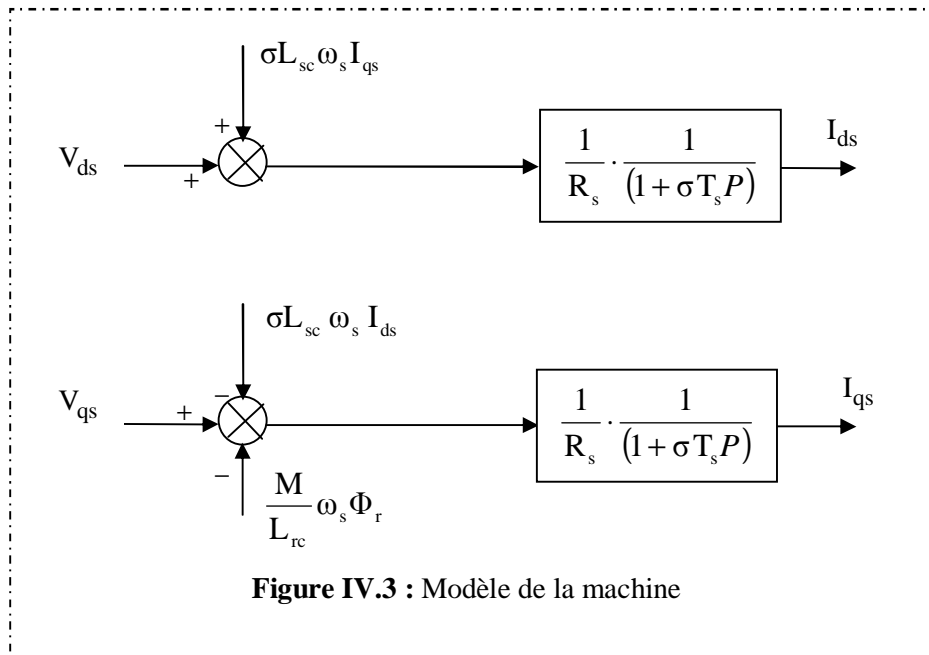 σL_sc ω_s I_qs
+
V_ds + I_ds
1/R_s · 1/(1 + σT_s P)
σL_sc ω_s I_ds
−
V_qs + I_qs
1/R_s · 1/(1 + σT_s P)
−
M/L_rc ω_s Φ_r
Figure IV.3 : Modèle de la machine